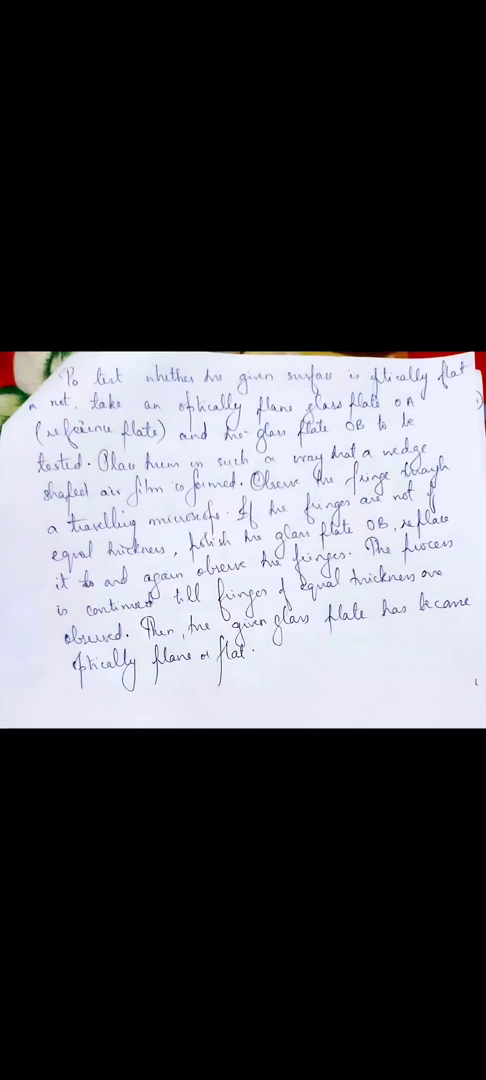 To test whether the given surface is optically flat
or not, take an optically plane glass plate OA
(reference plate) and the glass plate OB to be
tested. Place them in such a way that a wedge
shaped air film is formed. Observe the fringe through
a travelling microscope. If the fringes are not of
equal thickness, polish the glass plate OB, replace
it and again observe the fringes. The process
is continued till fringes of equal thickness are
observed. Then, the given glass plate has became
optically plane or flat.